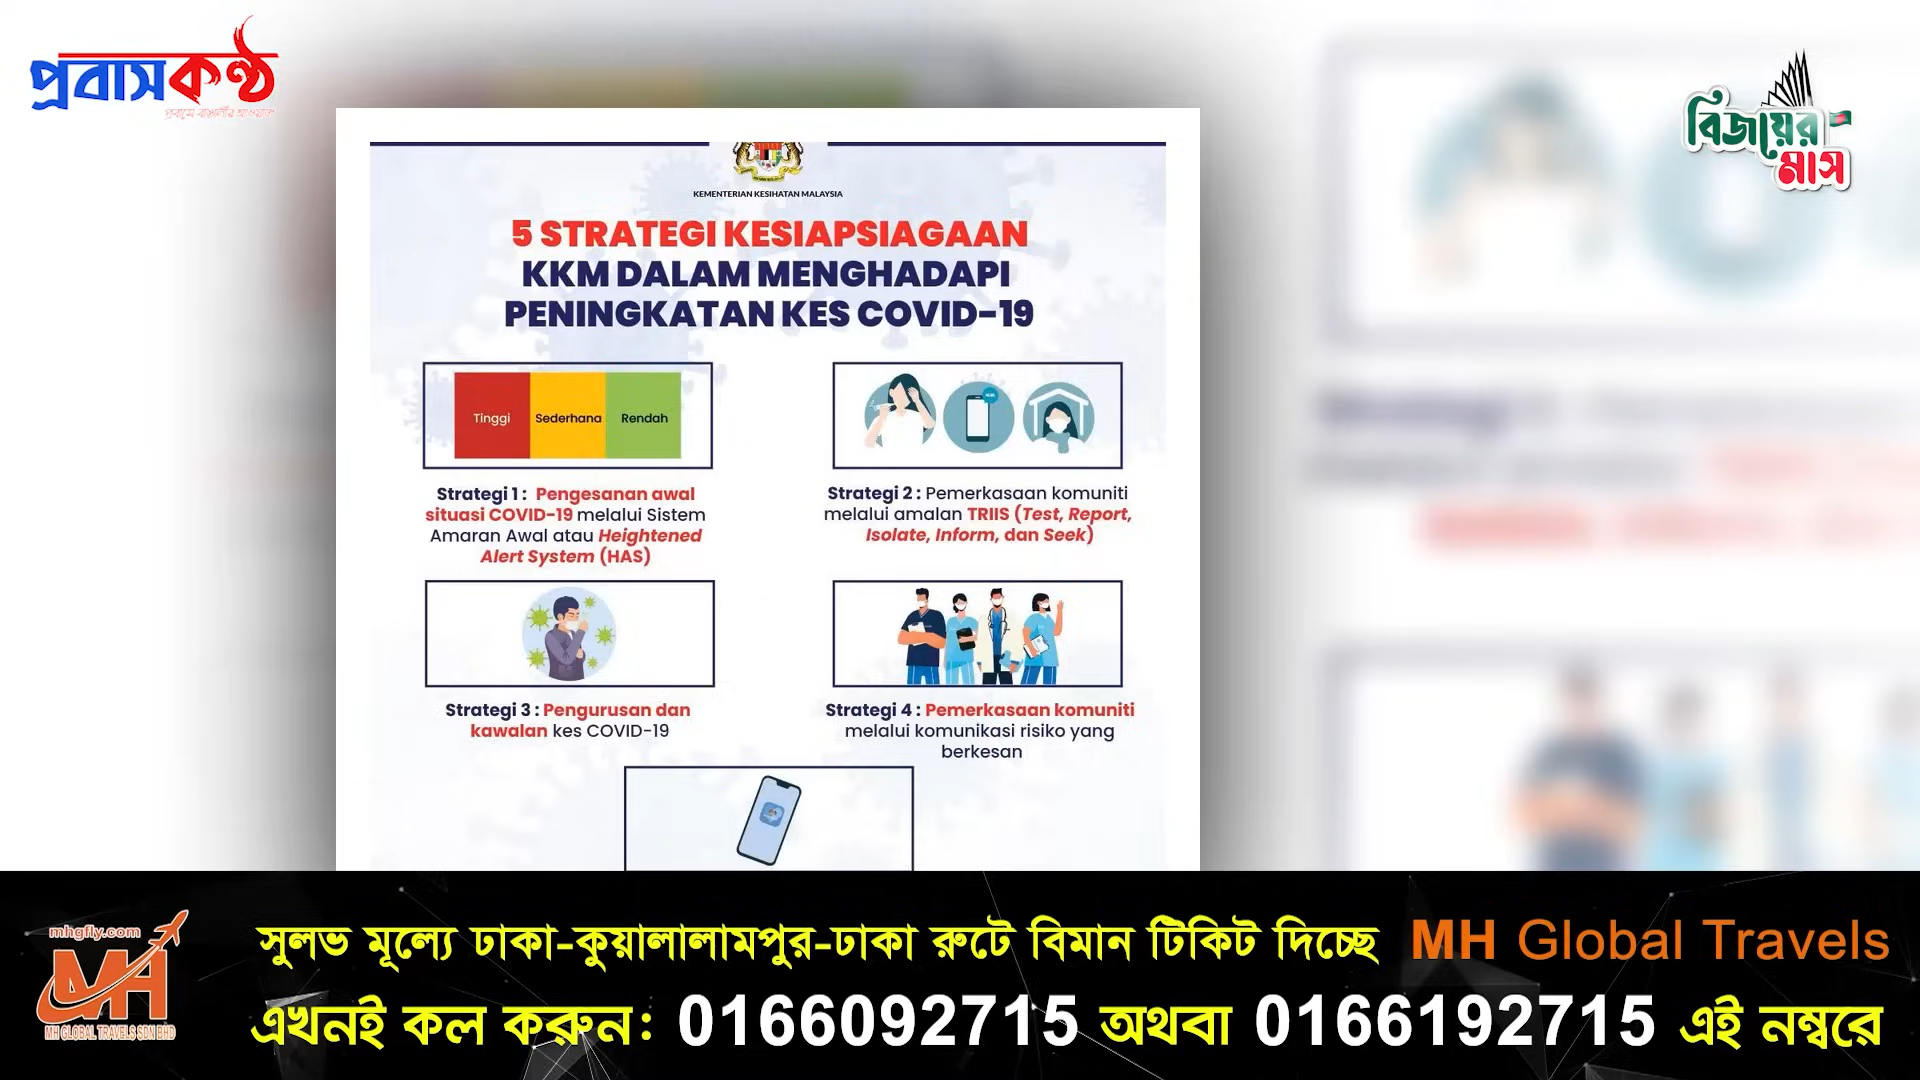 প্রবাসকণ্ঠ
প্রবাসে বাঙালীর আওয়াজ
বিজয়ের
মাস
KEMENTERIAN KESIHATAN MALAYSIA
5 STRATEGI KESIAPSIAGAAN
KKM DALAM MENGHADAPI
PENINGKATAN KES COVID-19
Tinggi Sederhana Rendah
Strategi 1 : Pengesanan awal
situasi COVID-19 melalui Sistem
Amaran Awal atau Heightened
Alert System (HAS)
Strategi 2 : Pemerkasaan komuniti
melalui amalan TRIIS (Test, Report,
Isolate, Inform, dan Seek)
Strategi 3 : Pengurusan dan
kawalan kes COVID-19
Strategi 4 : Pemerkasaan komuniti
melalui komunikasi risiko yang
berkesan
mhgfly.com
MH
MH GLOBAL TRAVELS SDN BHD
সুলভ মূল্যে ঢাকা-কুয়ালালামপুর-ঢাকা রুটে বিমান টিকিট দিচ্ছে MH Global Travels
এখনই কল করুন: 0166092715 অথবা 0166192715 এই নম্বরে